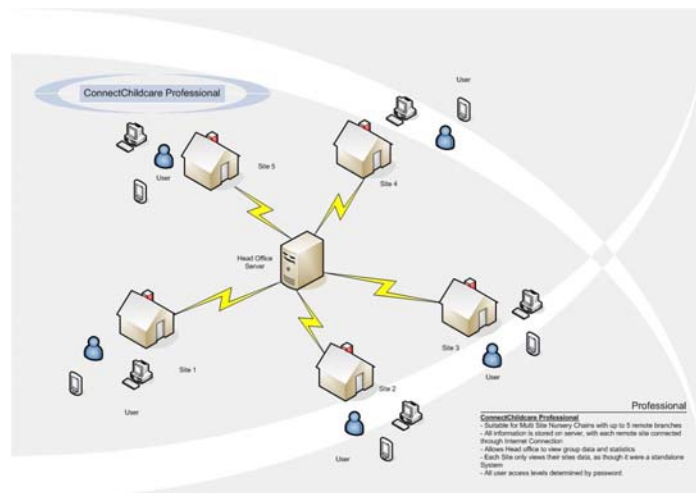 User
ConnectChildcare Professional
Site 5
Site 4
User
Head Office
Server
Site 3
Site 1
User
Site 2
User
User
Professional
ConnectChildcare Professional
- Suitable for Multi Site Nursery Chains with up to 5 remote branches
- All information is stored on server, with each remote site connected
through Internet Connection
- Allows Head office to view group data and statistics
- Each Site only views their sites data, as though it were a standalone
System
- All user access levels determined by password.